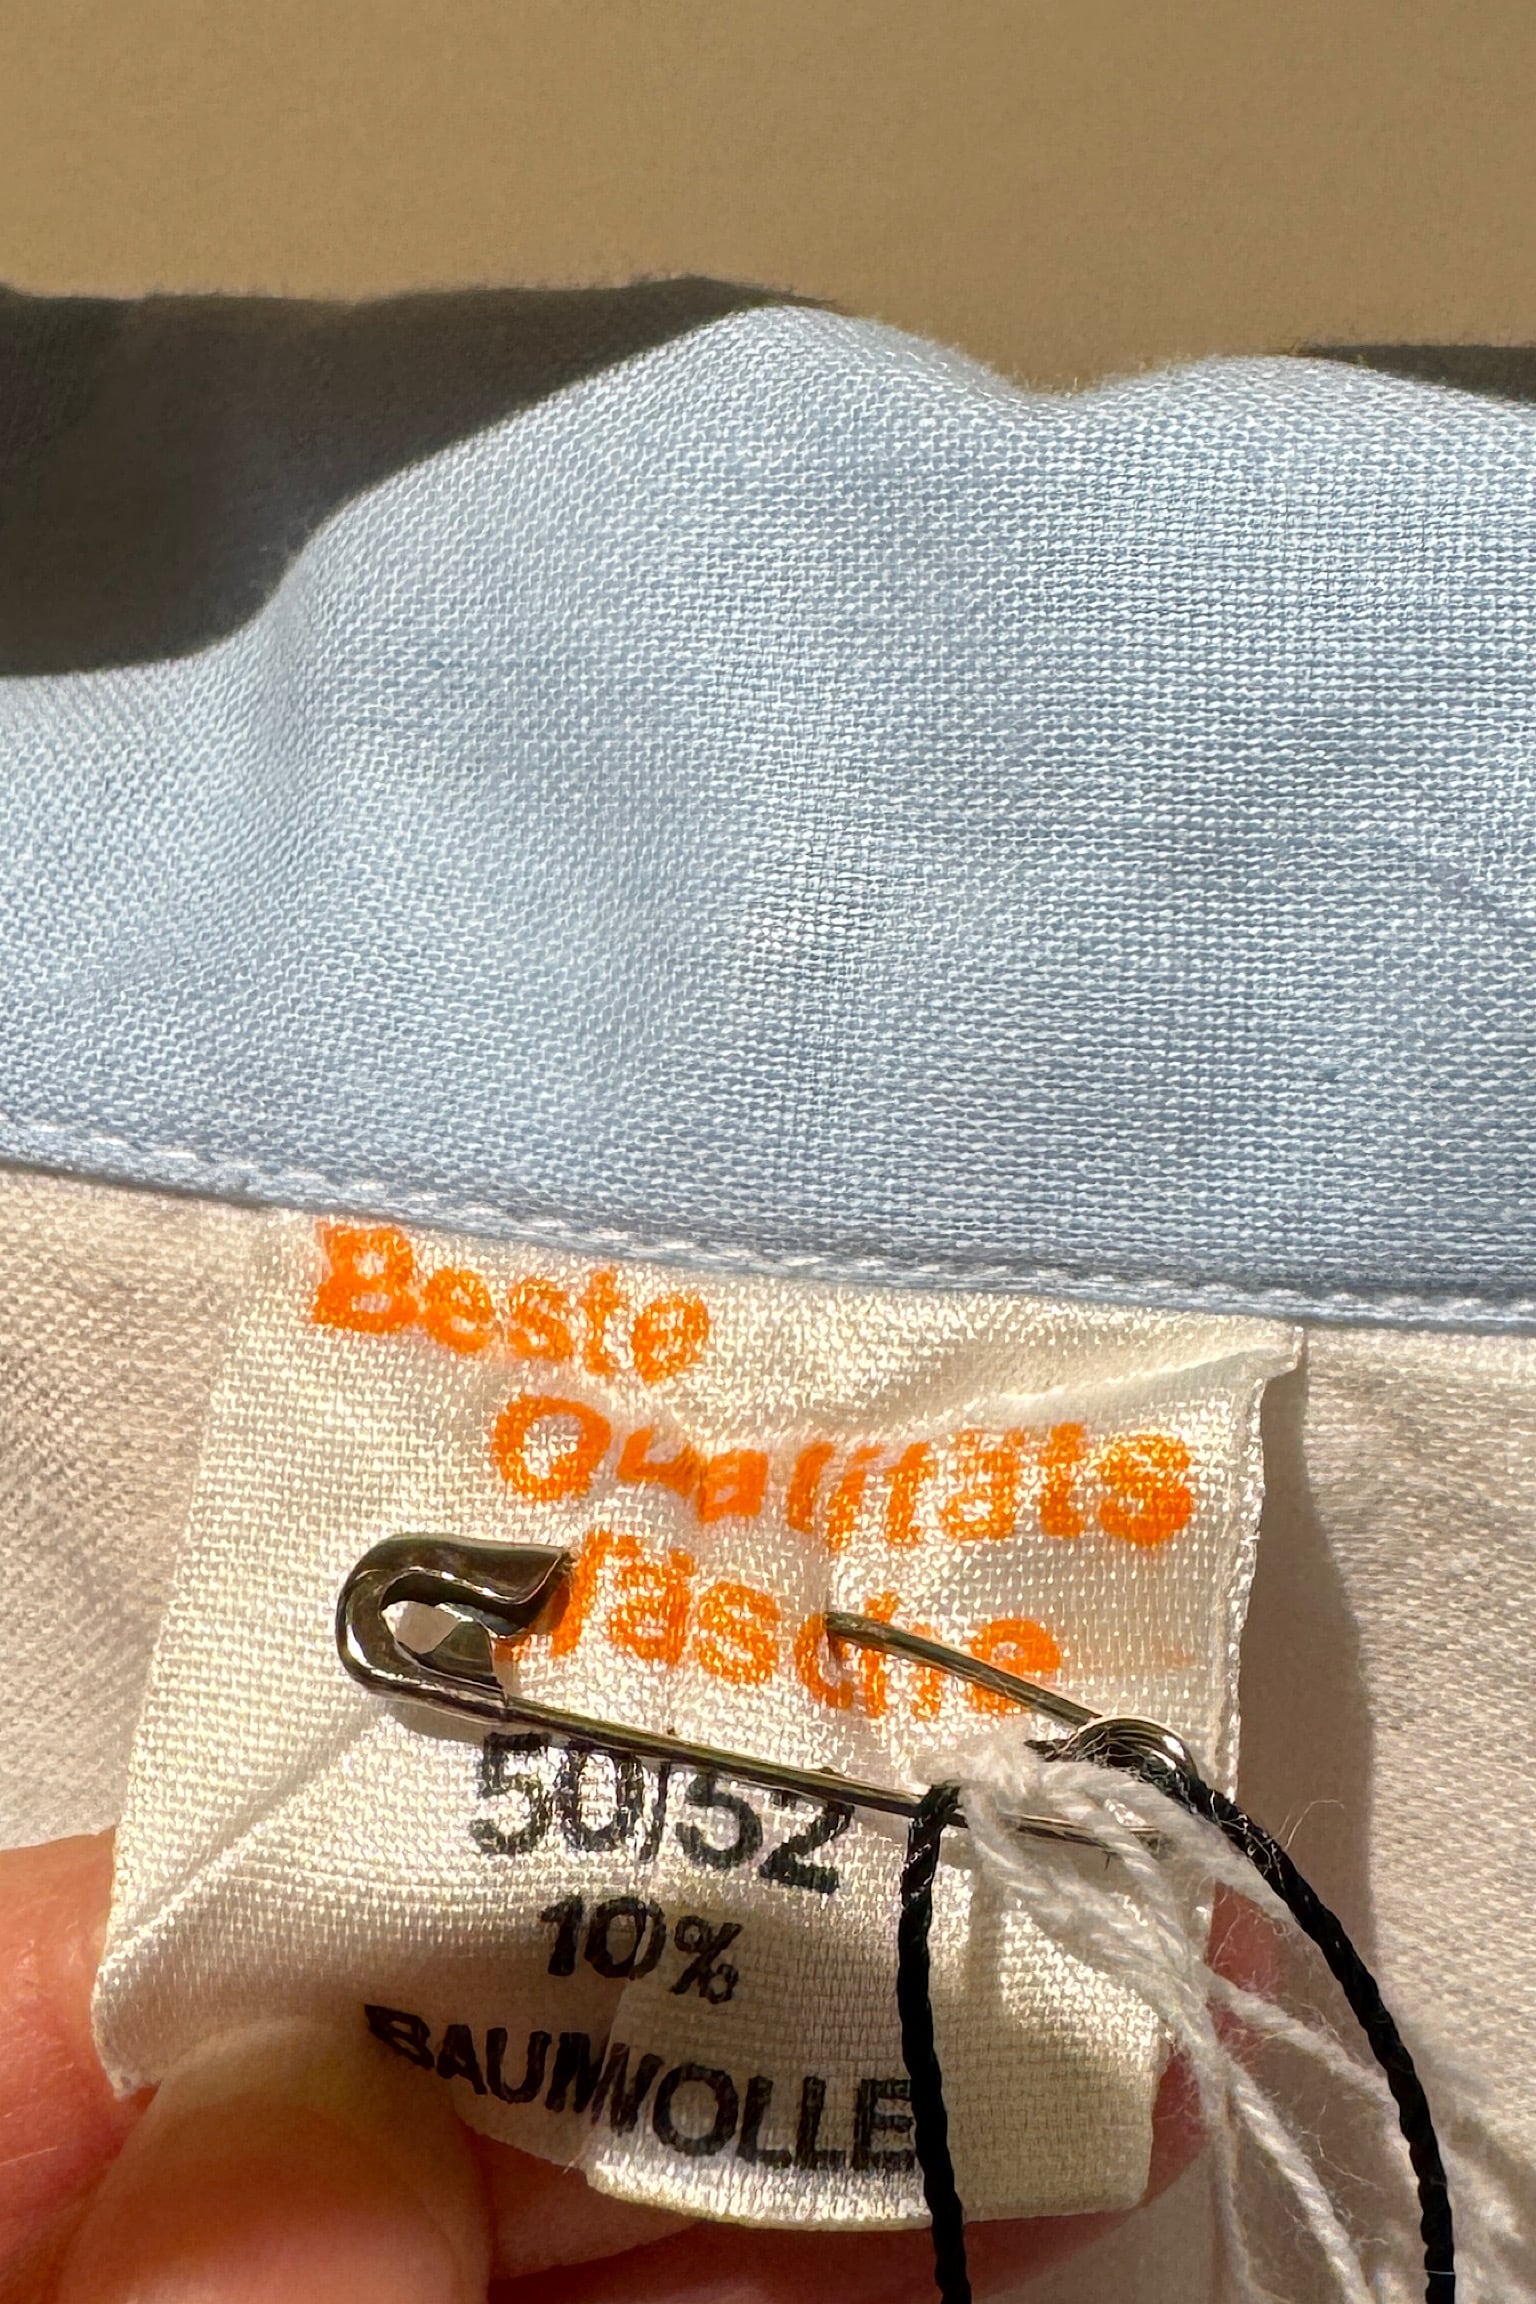 Beste
Qualitäts
Wäsche
50/52
10%
BAUMWOLLE